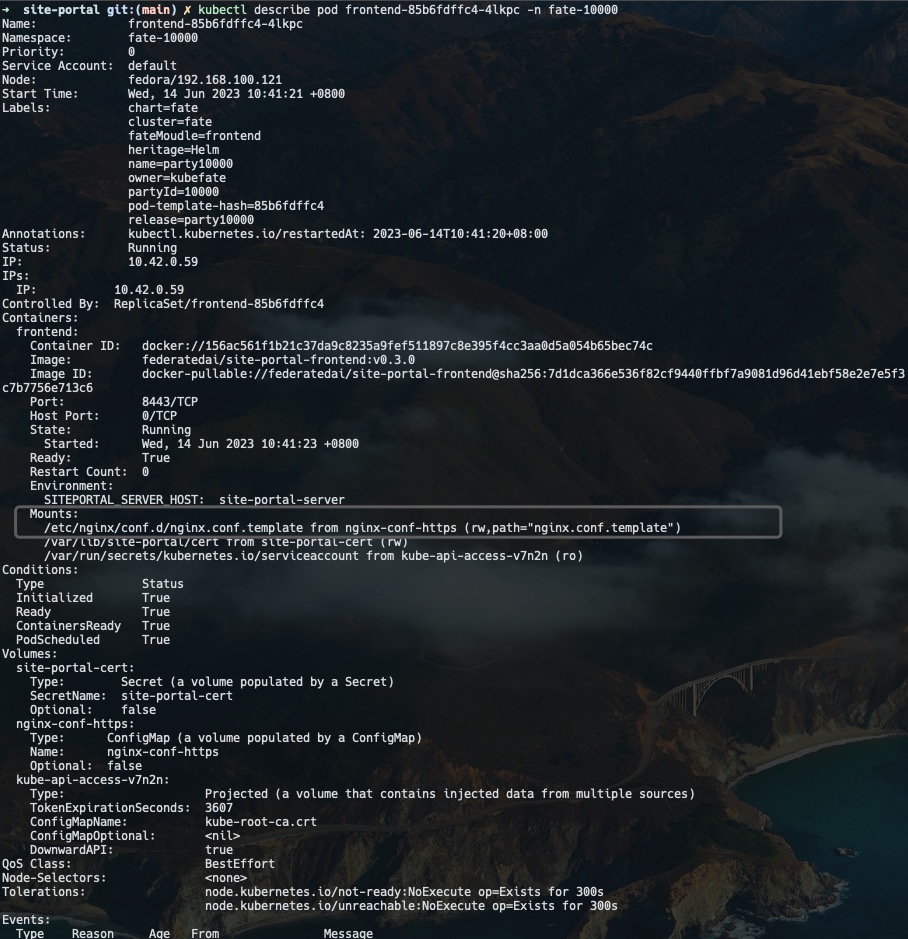 → site-portal git:(main) ✗ kubectl describe pod frontend-85b6fdffc4-4lkpc -n fate-10000
Name: frontend-85b6fdffc4-4lkpc
Namespace: fate-10000
Priority: 0
Service Account: default
Node: fedora/192.168.100.121
Start Time: Wed, 14 Jun 2023 10:41:21 +0800
Labels: chart=fate
cluster=fate
fateMoudle=frontend
heritage=Helm
name=party10000
owner=kubefate
partyId=10000
pod-template-hash=85b6fdffc4
release=party10000
Annotations: kubectl.kubernetes.io/restartedAt: 2023-06-14T10:41:20+08:00
Status: Running
IP: 10.42.0.59
IPs:
IP: 10.42.0.59
Controlled By: ReplicaSet/frontend-85b6fdffc4
Containers:
frontend:
Container ID: docker://156ac561f1b21c37da9c8235a9fef511897c8e395f4cc3aa0d5a054b65bec74c
Image: federatedai/site-portal-frontend:v0.3.0
Image ID: docker-pullable://federatedai/site-portal-frontend@sha256:7d1dca366e536f82cf9440ffbf7a9081d96d41ebf58e2e7e5f3
c7b7756e713c6
Port: 8443/TCP
Host Port: 0/TCP
State: Running
Started: Wed, 14 Jun 2023 10:41:23 +0800
Ready: True
Restart Count: 0
Environment:
SITEPORTAL_SERVER_HOST: site-portal-server
Mounts:
/etc/nginx/conf.d/nginx.conf.template from nginx-conf-https (rw,path="nginx.conf.template")
/var/lib/site-portal/cert from site-portal-cert (rw)
/var/run/secrets/kubernetes.io/serviceaccount from kube-api-access-v7n2n (ro)
Conditions:
Type Status
Initialized True
Ready True
ContainersReady True
PodScheduled True
Volumes:
site-portal-cert:
Type: Secret (a volume populated by a Secret)
SecretName: site-portal-cert
Optional: false
nginx-conf-https:
Type: ConfigMap (a volume populated by a ConfigMap)
Name: nginx-conf-https
Optional: false
kube-api-access-v7n2n:
Type: Projected (a volume that contains injected data from multiple sources)
TokenExpirationSeconds: 3607
ConfigMapName: kube-root-ca.crt
ConfigMapOptional: <nil>
DownwardAPI: true
QoS Class: BestEffort
Node-Selectors: <none>
Tolerations: node.kubernetes.io/not-ready:NoExecute op=Exists for 300s
node.kubernetes.io/unreachable:NoExecute op=Exists for 300s
Events:
Type Reason Age From Message